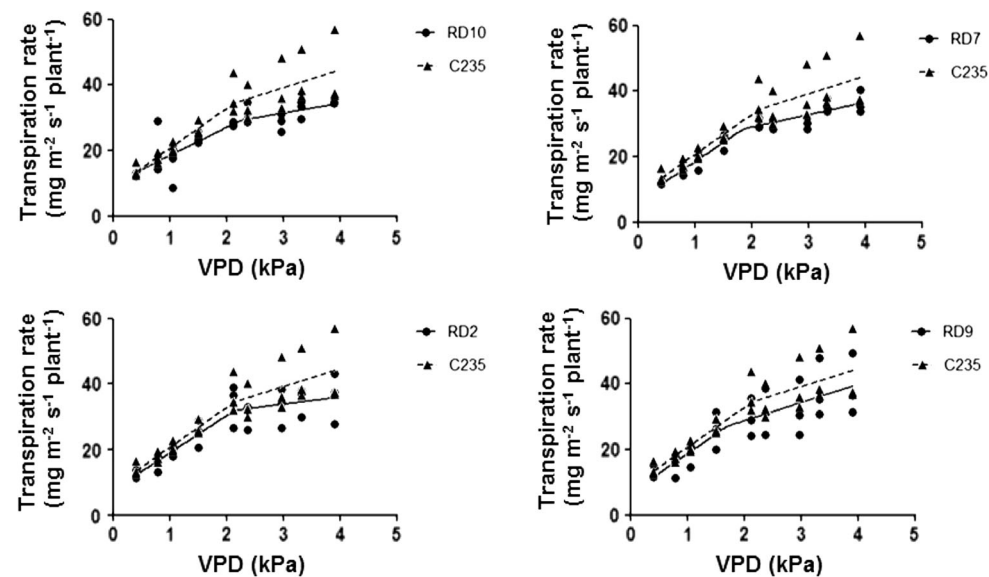 60
40
20
0
Transpiration rate
(mg m-2 s-1 plant-1)
0 1 2 3 4 5
VPD (kPa)
RD10
C235
60
40
20
0
Transpiration rate
(mg m-2 s-1 plant-1)
0 1 2 3 4 5
VPD (kPa)
RD7
C235
60
40
20
0
Transpiration rate
(mg m-2 s-1 plant-1)
0 1 2 3 4 5
VPD (kPa)
RD2
C235
60
40
20
0
Transpiration rate
(mg m-2 s-1 plant-1)
0 1 2 3 4 5
VPD (kPa)
RD9
C235